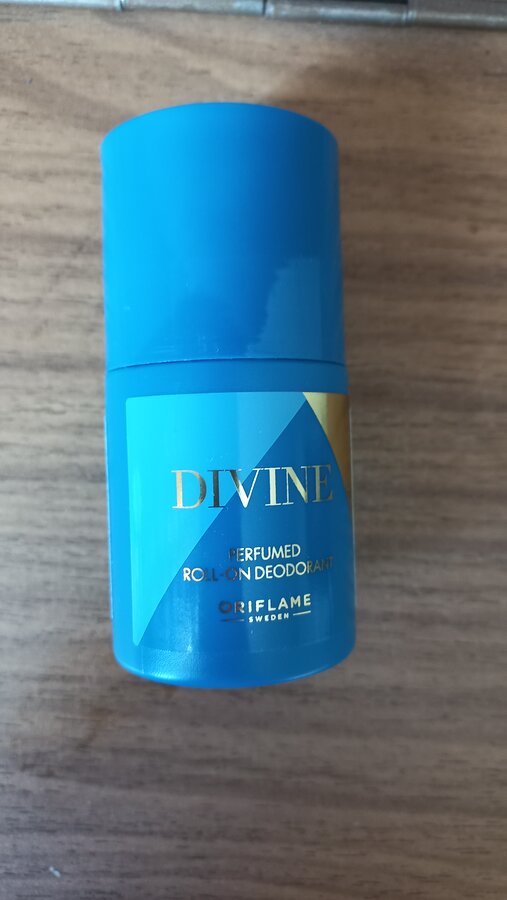 DIVINE
PERFUMED
ROLL-ON DEODORANT
ORIFLAME
SWEDEN